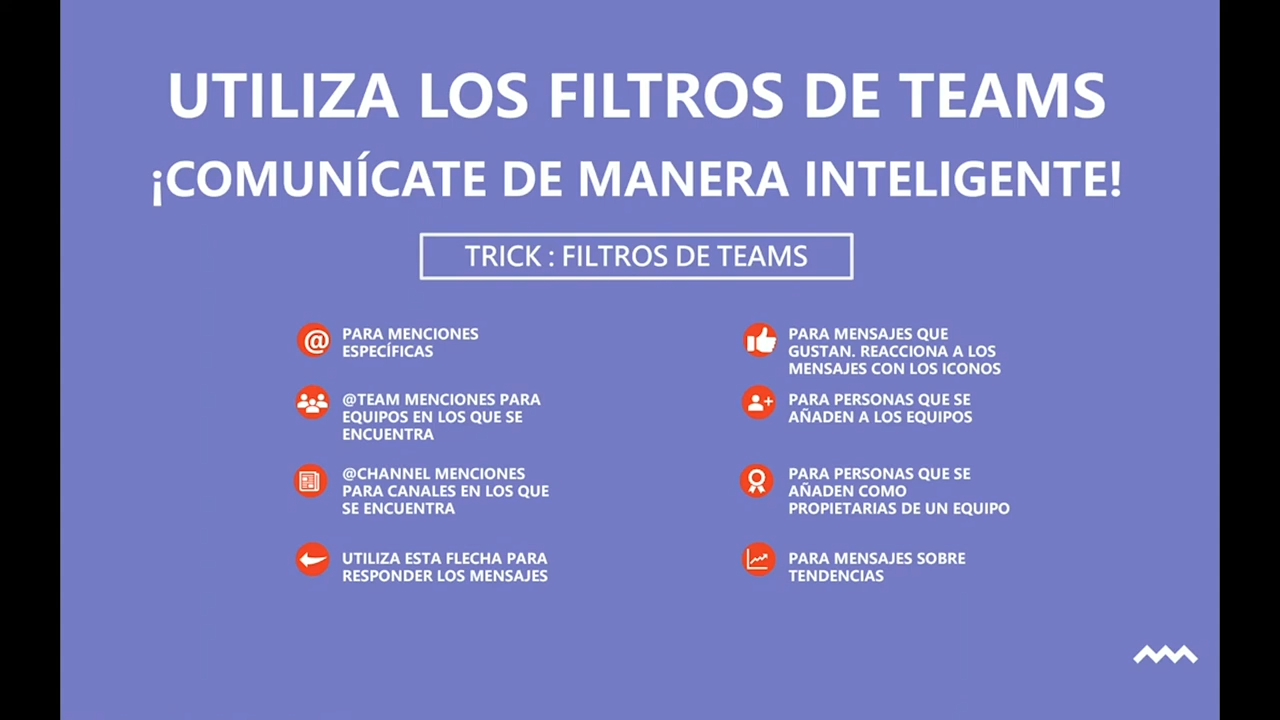 UTILIZA LOS FILTROS DE TEAMS
¡COMUNÍCATE DE MANERA INTELIGENTE!
TRICK : FILTROS DE TEAMS
@
PARA MENCIONES
ESPECÍFICAS
@TEAM MENCIONES PARA
EQUIPOS EN LOS QUE SE
ENCUENTRA
@CHANNEL MENCIONES
PARA CANALES EN LOS QUE
SE ENCUENTRA
UTILIZA ESTA FLECHA PARA
RESPONDER LOS MENSAJES
PARA MENSAJES QUE
GUSTAN. REACCIONA A LOS
MENSAJES CON LOS ICONOS
PARA PERSONAS QUE SE
AÑADEN A LOS EQUIPOS
PARA PERSONAS QUE SE
AÑADEN COMO
PROPIETARIAS DE UN EQUIPO
PARA MENSAJES SOBRE
TENDENCIAS